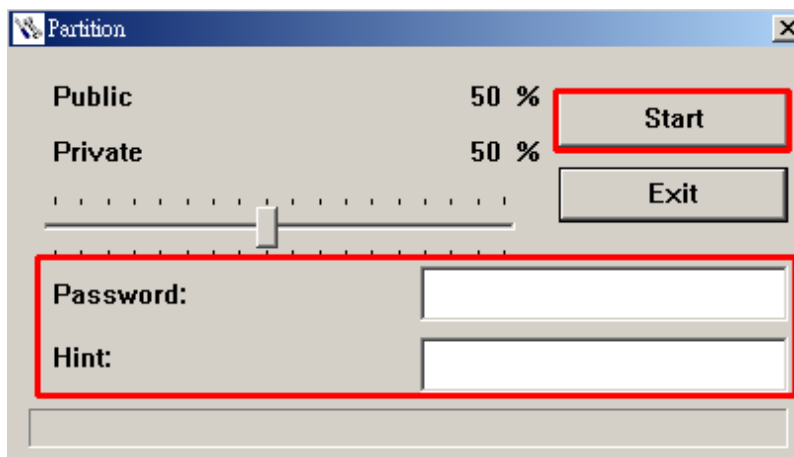 Partition
Public 50 %
Start
Private 50 %
Exit
Password:
Hint: